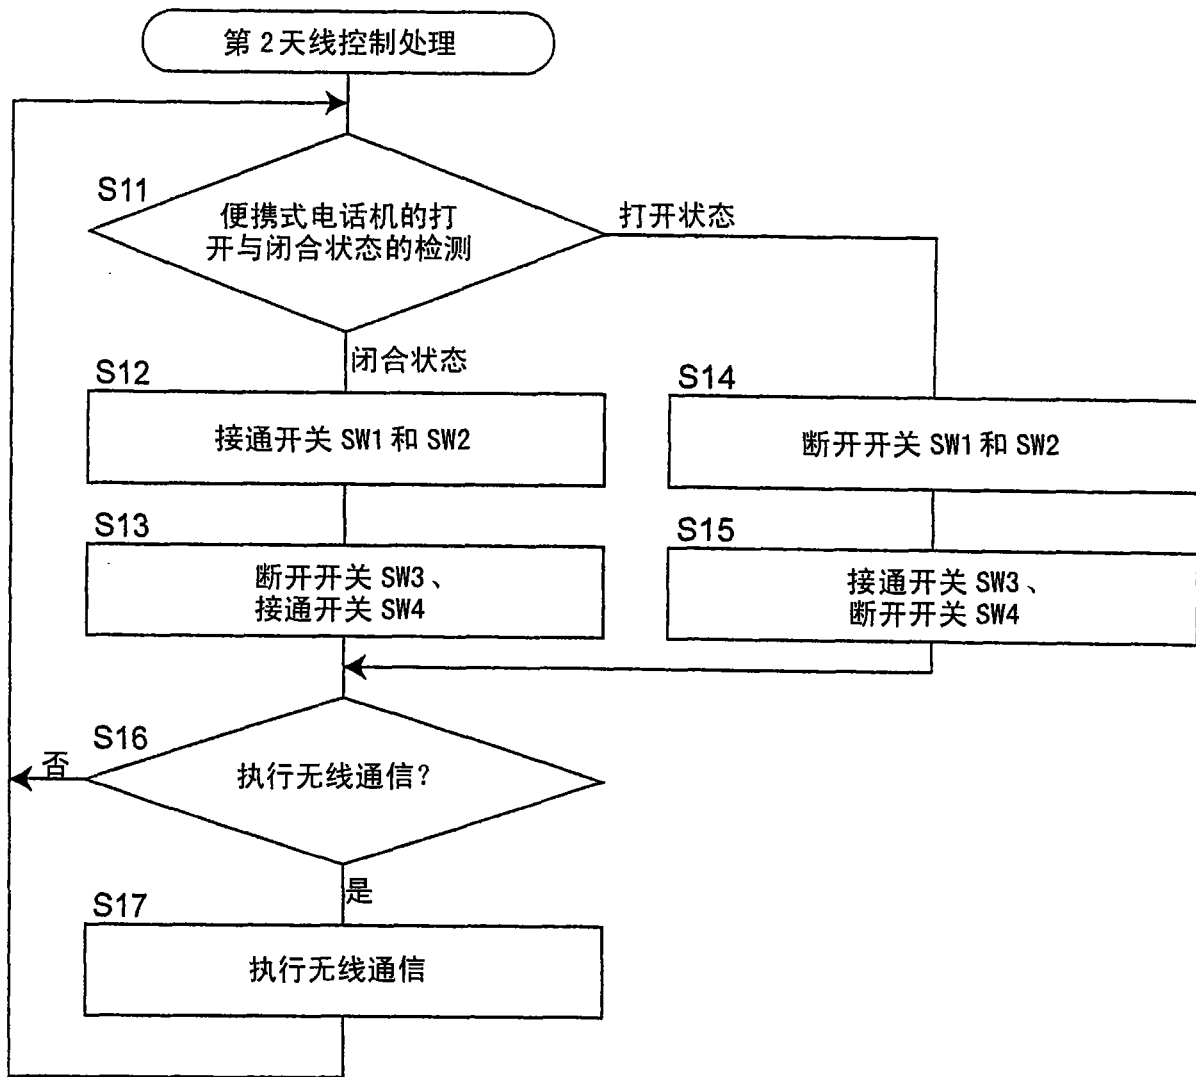 第2天线控制处理
S11
便携式电话机的打
开与闭合状态的检测
打开状态
闭合状态
S12
接通开关 SW1 和 SW2
S14
断开开关 SW1 和 SW2
S13
断开开关 SW3、
接通开关 SW4
S15
接通开关 SW3、
断开开关 SW4
S16
否
执行无线通信?
是
S17
执行无线通信